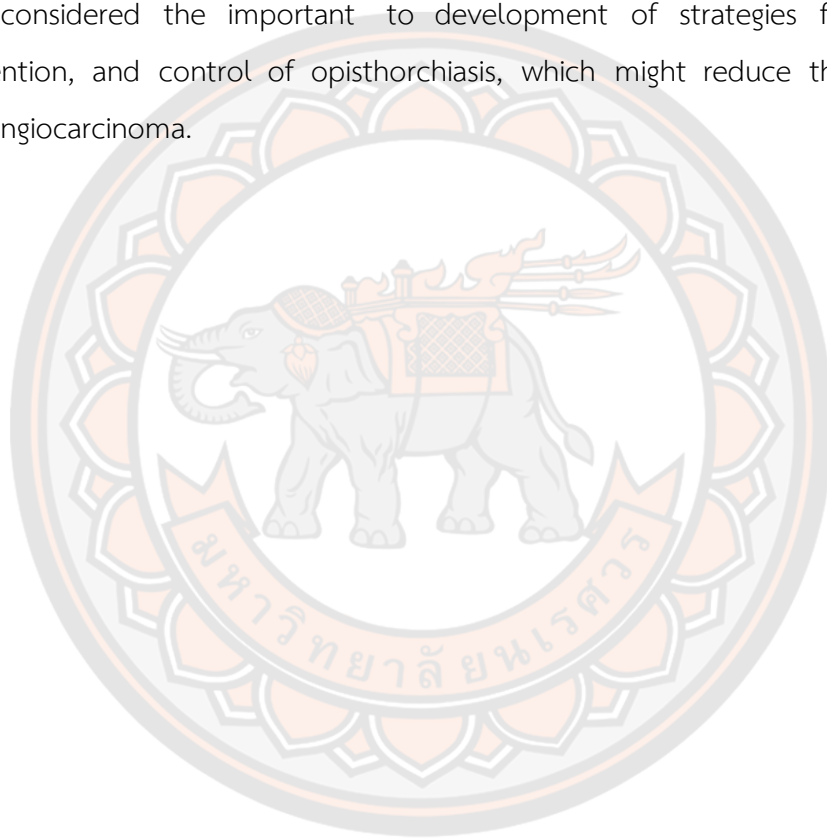 considered the important to development of strategies f
ention, and control of opisthorchiasis, which might reduce th
ngiocarcinoma.
มหาวิทยาลัยนเรศวร